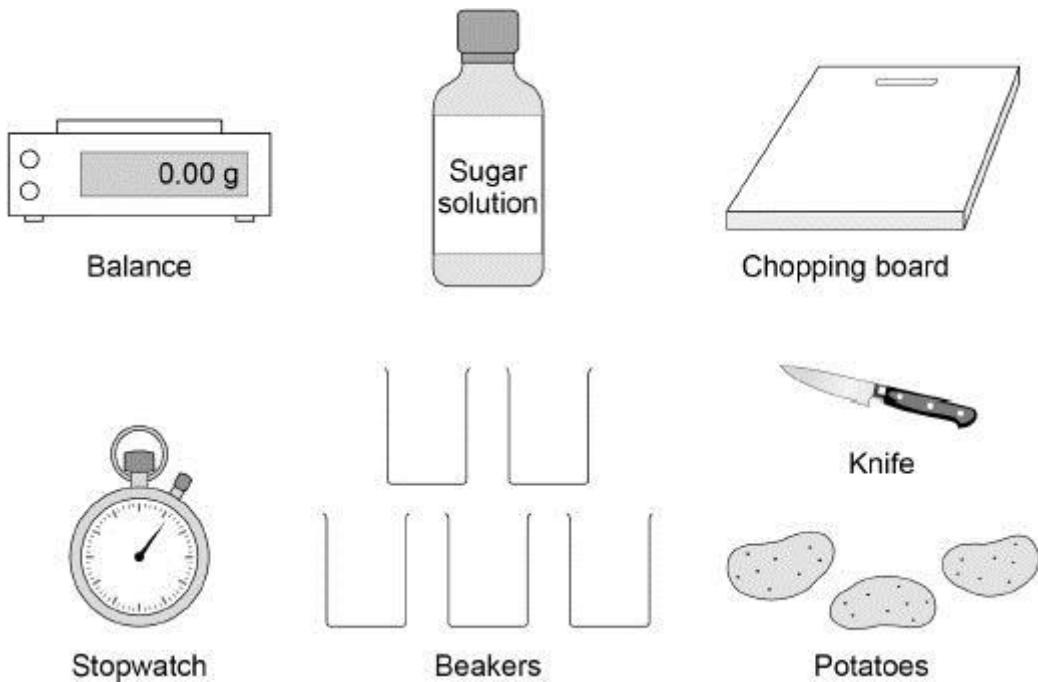 0.00 g
Balance
Sugar
solution
Chopping board
Stopwatch
Beakers
Knife
Potatoes